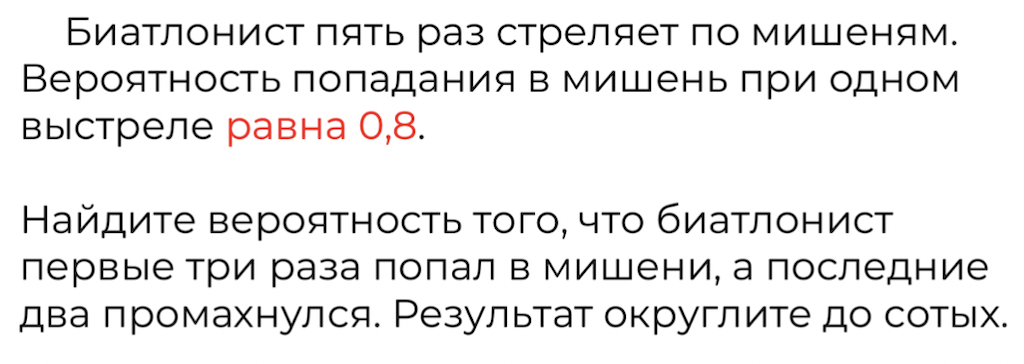 Биатлонист пять раз стреляет по мишеням.
Вероятность попадания в мишень при одном
выстреле равна 0,8.
Найдите вероятность того, что биатлонист
первые три раза попал в мишени, а последние
два промахнулся. Результат округлите до сотых.